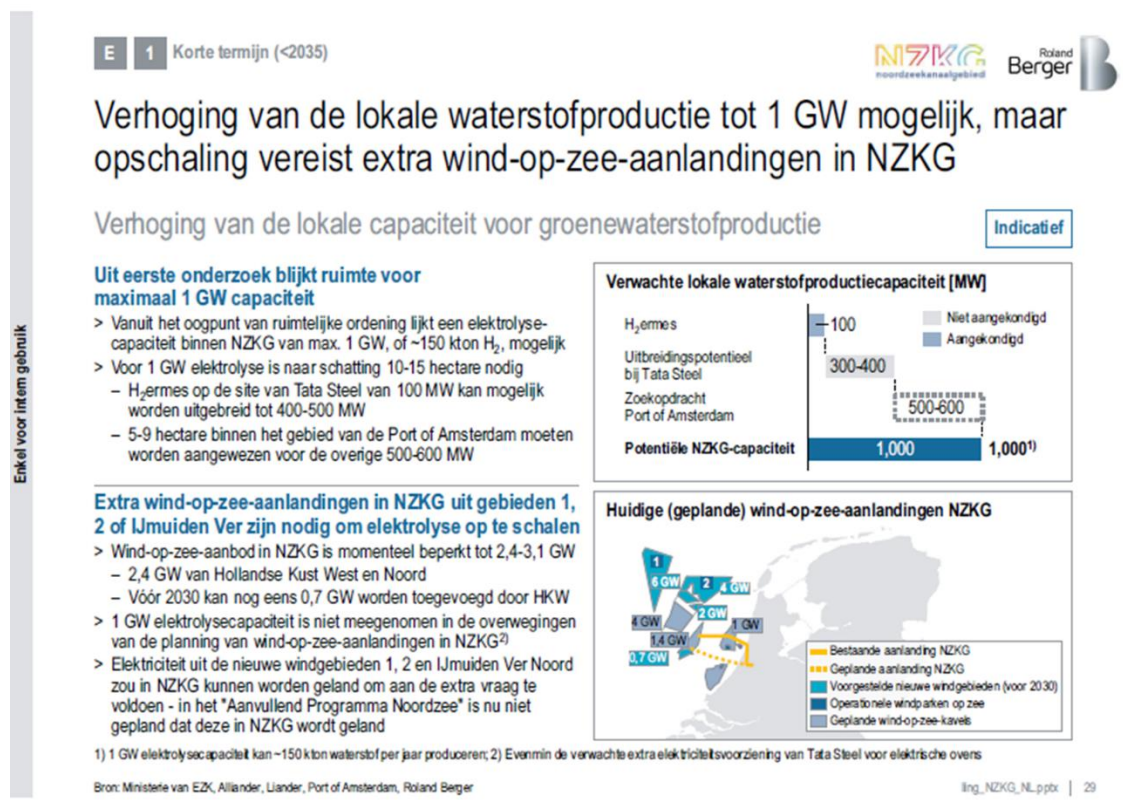 E 1 Korte termijn (<2035)
NZKG
noordzeekanaalgebied
Roland
Berger
B
Verhoging van de lokale waterstofproductie tot 1 GW mogelijk, maar
opschaling vereist extra wind-op-zee-aanlandingen in NZKG
Verhoging van de lokale capaciteit voor groenewaterstofproductie
Indicatief
Enkel voor intern gebruik
Uit eerste onderzoek blijkt ruimte voor
maximaal 1 GW capaciteit
> Vanuit het oogpunt van ruimtelijke ordening lijkt een elektrolyse-
capaciteit binnen NZKG van max. 1 GW, of ~150 kton H₂, mogelijk
> Voor 1 GW elektrolyse is naar schatting 10-15 hectare nodig
– H₂ermes op de site van Tata Steel van 100 MW kan mogelijk
worden uitgebreid tot 400-500 MW
– 5-9 hectare binnen het gebied van de Port of Amsterdam moeten
worden aangewezen voor de overige 500-600 MW
Verwachte lokale waterstofproductiecapaciteit [MW]
H₂ermes
100
Niet aangekondigd
Aangekondigd
Uitbreidingspotentieel
bij Tata Steel
300-400
Zoekopdracht
Port of Amsterdam
500-600
Potentiële NZKG-capaciteit
1,000
1,000¹⁾
Extra wind-op-zee-aanlandingen in NZKG uit gebieden 1,
2 of IJmuiden Ver zijn nodig om elektrolyse op te schalen
> Wind-op-zee-aanbod in NZKG is momenteel beperkt tot 2,4-3,1 GW
– 2,4 GW van Hollandse Kust West en Noord
– Vóór 2030 kan nog eens 0,7 GW worden toegevoegd door HKW
> 1 GW elektrolysecapaciteit is niet meegenomen in de overwegingen
van de planning van wind-op-zee-aanlandingen in NZKG²⁾
> Elektriciteit uit de nieuwe windgebieden 1, 2 en IJmuiden Ver Noord
zou in NZKG kunnen worden geland om aan de extra vraag te
voldoen - in het "Aanvullend Programma Noordzee" is nu niet
gepland dat deze in NZKG wordt geland
Huidige (geplande) wind-op-zee-aanlandingen NZKG
1
6 GW
2
4 GW
2 GW
4 GW
1 GW
1,4 GW
0,7 GW
Bestaande aanlanding NZKG
Geplande aanlanding NZKG
Voorgestelde nieuwe windgebieden (voor 2030)
Operationele windparken op zee
Geplande wind-op-zee-kavels
1) 1 GW elektrolysecapaciteit kan ~150 kton waterstof per jaar produceren; 2) Evenmin de verwachte extra elektriciteitsvoorziening van Tata Steel voor elektrische ovens
Bron: Ministerie van EZK, Alliander, Liander, Port of Amsterdam, Roland Berger
ling_NZKG_NL.pptx | 29